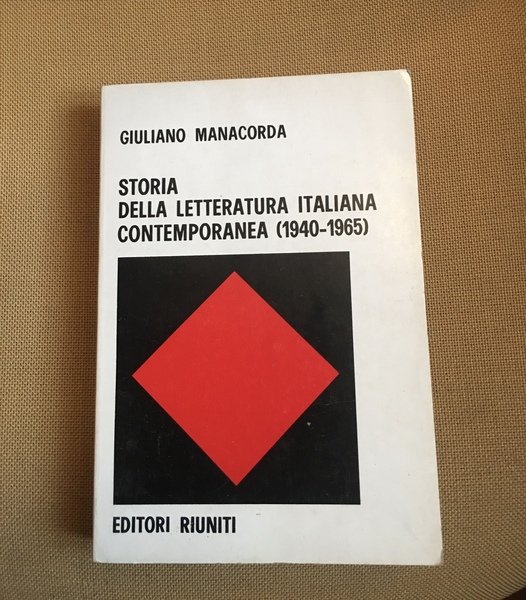 GIULIANO MANACORDA
STORIA
DELLA LETTERATURA ITALIANA
CONTEMPORANEA (1940-1965)
EDITORI RIUNITI